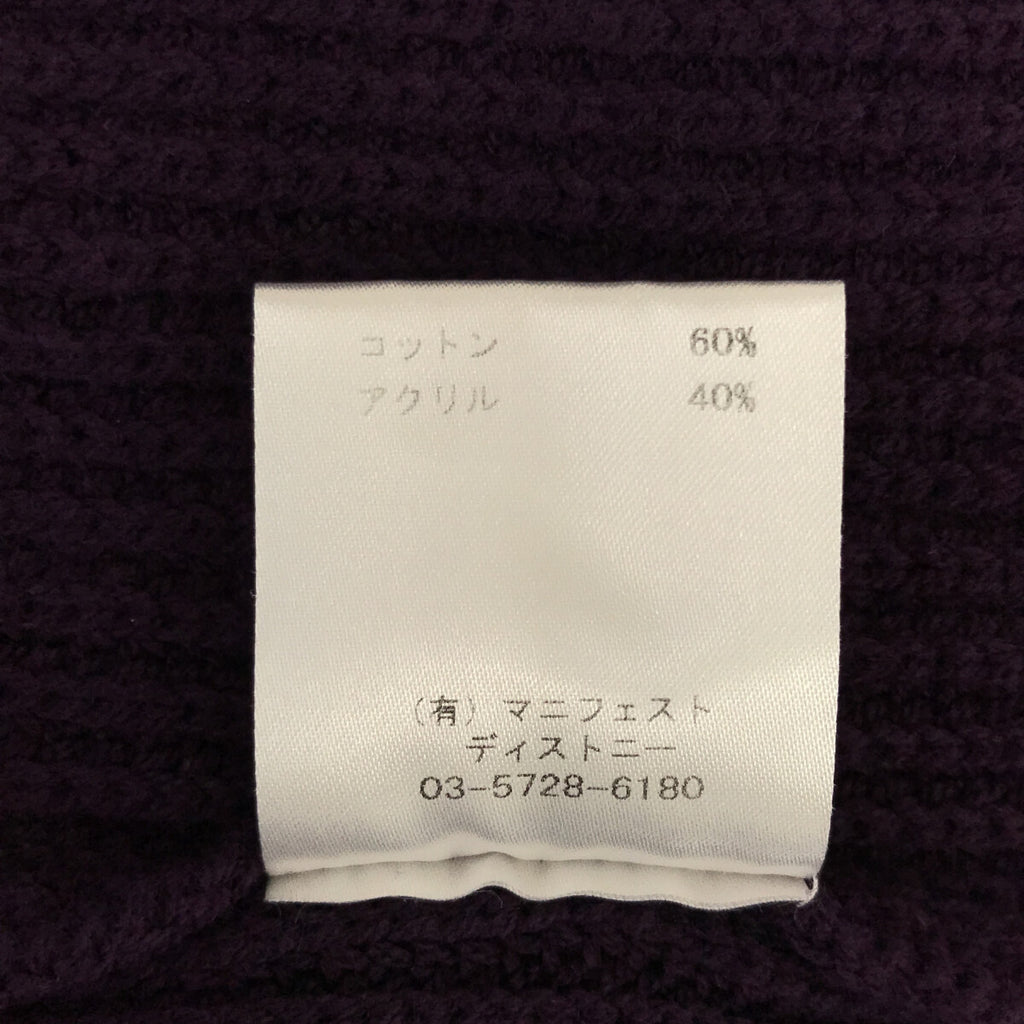 コットン 60%
アクリル 40%
(有) マニフェスト
ディストニー
03-5728-6180